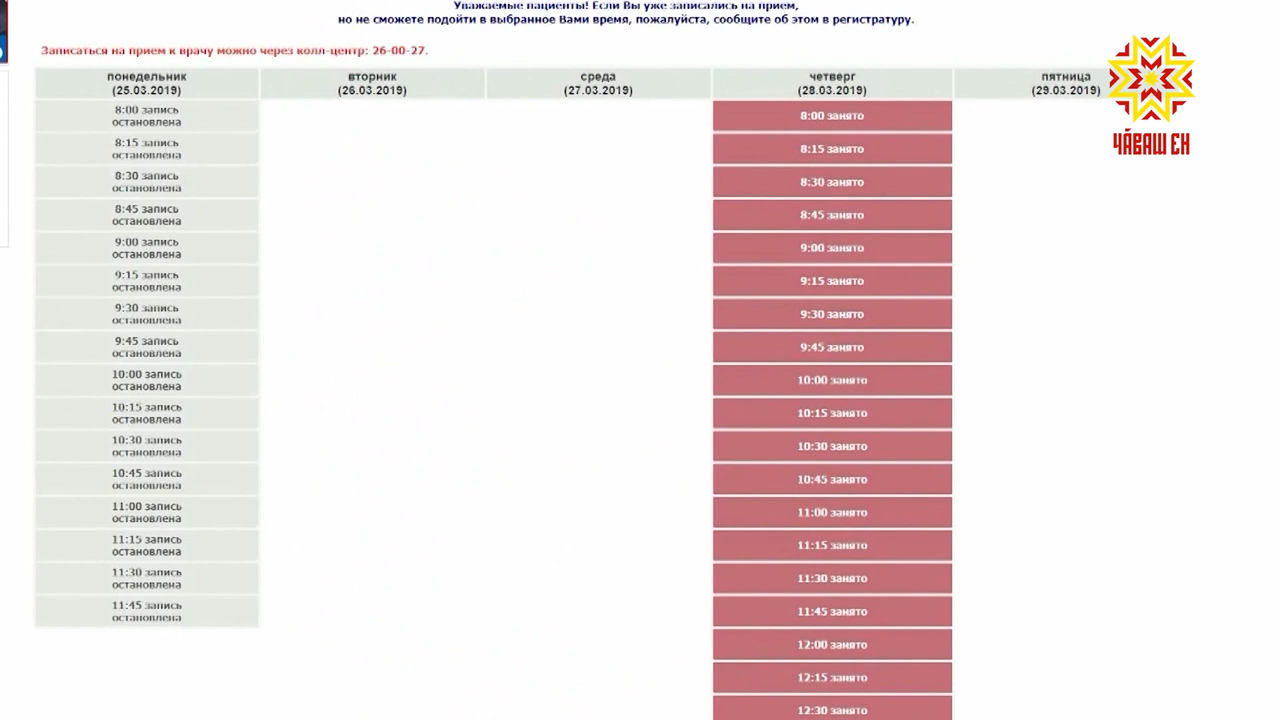 Уважаемые пациенты! Если Вы уже записались на прием,
но не сможете подойти в выбранное Вами время, пожалуйста, сообщите об этом в регистратуру.
Записаться на прием к врачу можно через колл-центр: 26-00-27.
понедельник
(25.03.2019)
вторник
(26.03.2019)
среда
(27.03.2019)
четверг
(28.03.2019)
пятница
(29.03.2019)
ЧӐВАШ ЕН
8:00 запись
остановлена
8:15 запись
остановлена
8:30 запись
остановлена
8:45 запись
остановлена
9:00 запись
остановлена
9:15 запись
остановлена
9:30 запись
остановлена
9:45 запись
остановлена
10:00 запись
остановлена
10:15 запись
остановлена
10:30 запись
остановлена
10:45 запись
остановлена
11:00 запись
остановлена
11:15 запись
остановлена
11:30 запись
остановлена
11:45 запись
остановлена
8:00 занято
8:15 занято
8:30 занято
8:45 занято
9:00 занято
9:15 занято
9:30 занято
9:45 занято
10:00 занято
10:15 занято
10:30 занято
10:45 занято
11:00 занято
11:15 занято
11:30 занято
11:45 занято
12:00 занято
12:15 занято
12:30 занято